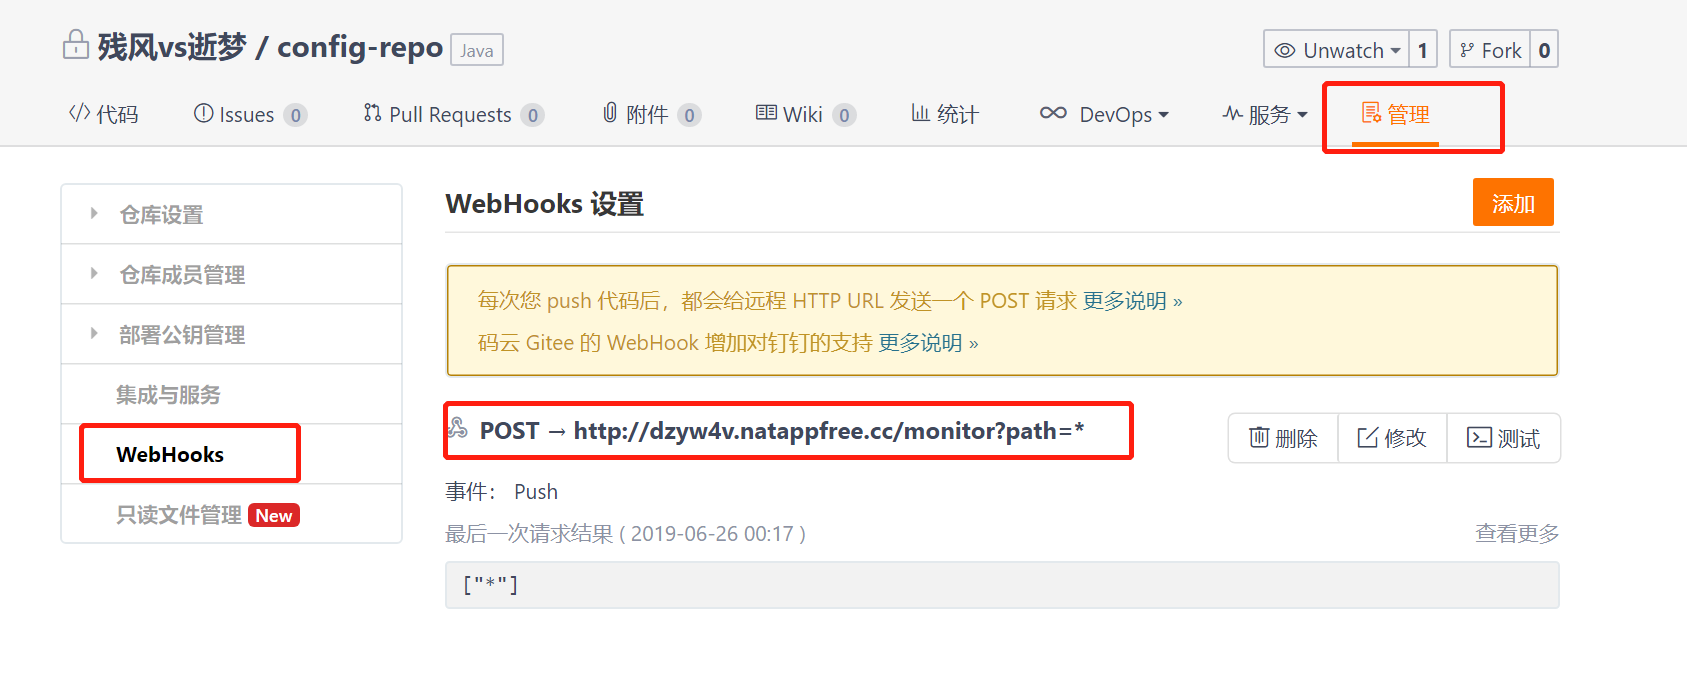 残风vs逝梦 / config-repo Java Unwatch 1 Fork 0
代码 Issues 0 Pull Requests 0 附件 0 Wiki 0 统计 DevOps 服务 管理
仓库设置
仓库成员管理
部署公钥管理
集成与服务
WebHooks
只读文件管理 New
WebHooks 设置 添加
每次您 push 代码后，都会给远程 HTTP URL 发送一个 POST 请求 更多说明 »
码云 Gitee 的 WebHook 增加对钉钉的支持 更多说明 »
POST → http://dzyw4v.natappfree.cc/monitor?path=* 删除 修改 测试
事件： Push
最后一次请求结果 ( 2019-06-26 00:17 ) 查看更多
["*"]